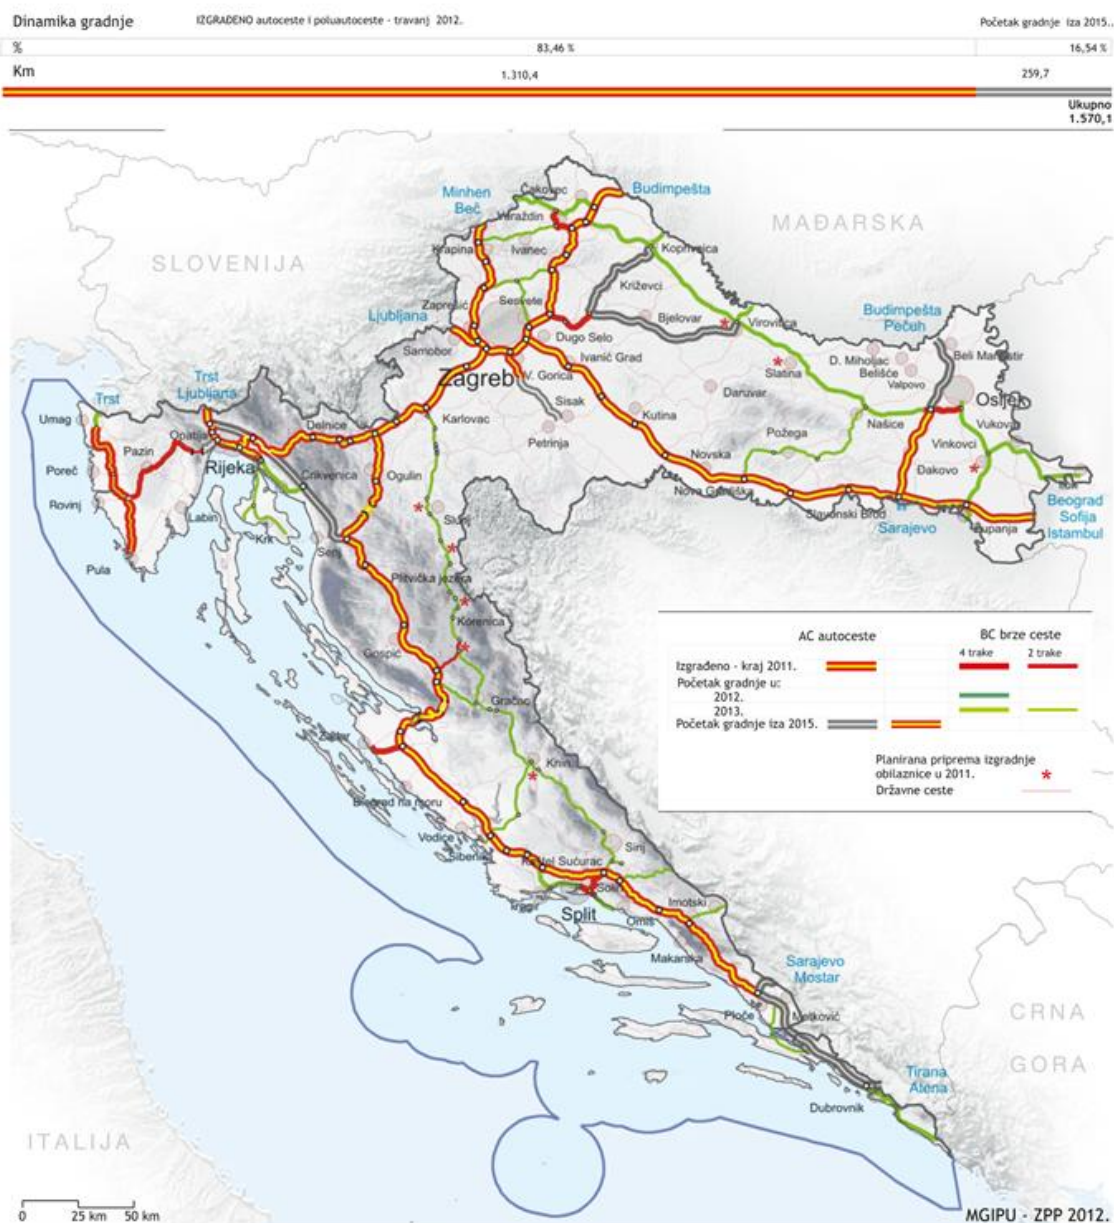 Dinamika gradnje
IZGRAĐENO autoceste i poluautoceste - travanj 2012.
Početak gradnje iza 2015..
%
83,46 %
16,54 %
Km
1.310,4
259,7
Ukupno
1.570,1
Minhen
Beč
Čakovec
Budimpešta
Varaždin
MAĐARSKA
Krapina
Ivanec
Koprivnica
SLOVENIJA
Križevci
Zaprešić
Sesvete
Ljubljana
Bjelovar
Virovitica
Budimpešta
Pečuh
Dugo Selo
Samobor
Ivanić Grad
D. Miholjac
Beli Manastir
Zagreb
V. Gorica
Slatina
Belišće
Valpovo
Trst
Ljubljana
Trst
Daruvar
Osijek
Sisak
Umag
Karlovac
Kutina
Našice
Vukovar
Opatija
Delnice
Petrinja
Požega
Vinkovci
Pazin
Novska
Đakovo
Poreč
Rijeka
Crikvenica
Ogulin
Nova Gradiška
Ilok
Rovinj
Labin
Slunj
Slavonski Brod
Sarajevo
Županja
Beograd
Sofija
Istambul
Krk
Senj
Pula
Plitvička jezera
Korenica
Gospić
Gračac
Zadar
Knin
Biograd na moru
Vodice
Šibenik
Kaštel Sućurac
Sinj
Solin
Trogir
Split
Omiš
Imotski
Makarska
Sarajevo
Mostar
Ploče
Metković
CRNA
GORA
Tirana
Atena
Dubrovnik
ITALIJA
AC autoceste
BC brze ceste
4 trake
2 trake
Izgrađeno - kraj 2011.
Početak gradnje u:
2012.
2013.
Početak gradnje iza 2015.
Planirana priprema izgradnje
obilaznice u 2011.
*
Državne ceste
0
25 km
50 km
MGIPU - ZPP 2012.